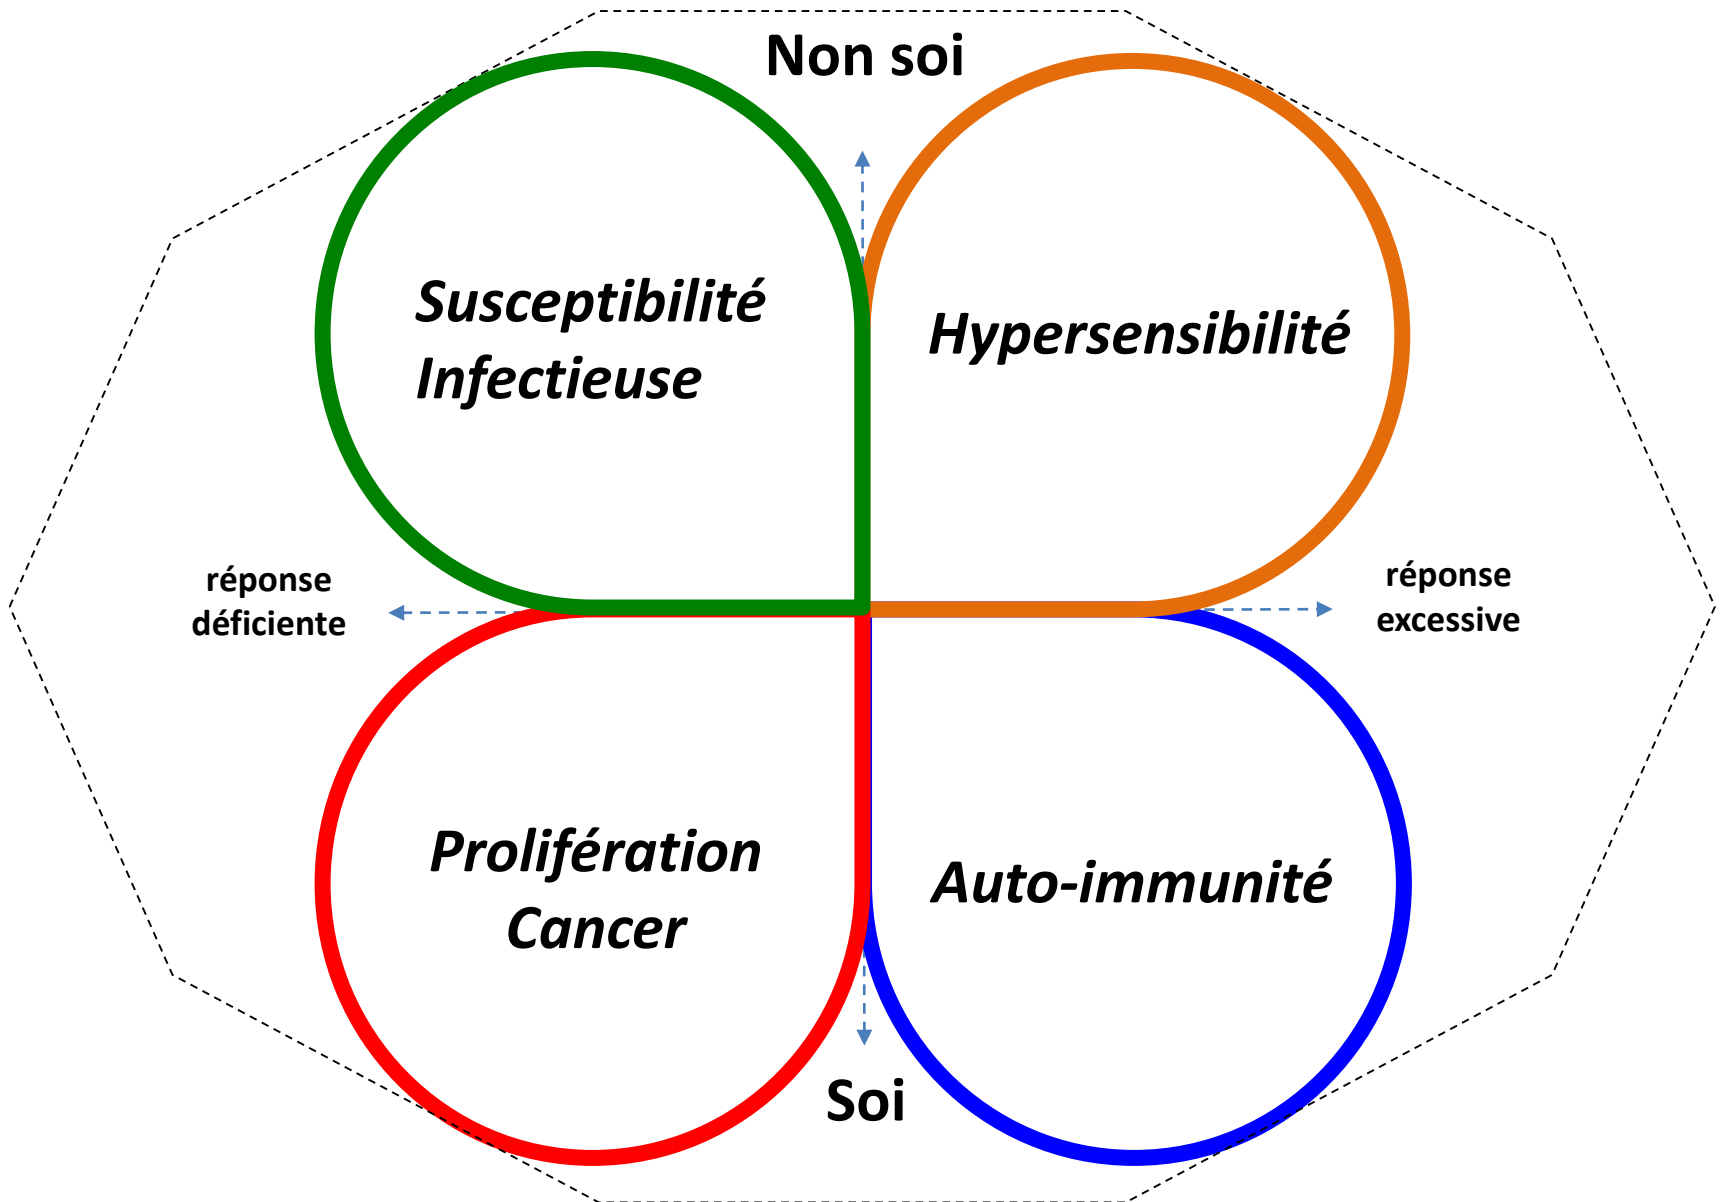 Non soi
Susceptibilité
Infectieuse
Hypersensibilité
réponse
déficiente
réponse
excessive
Prolifération
Cancer
Auto-immunité
Soi